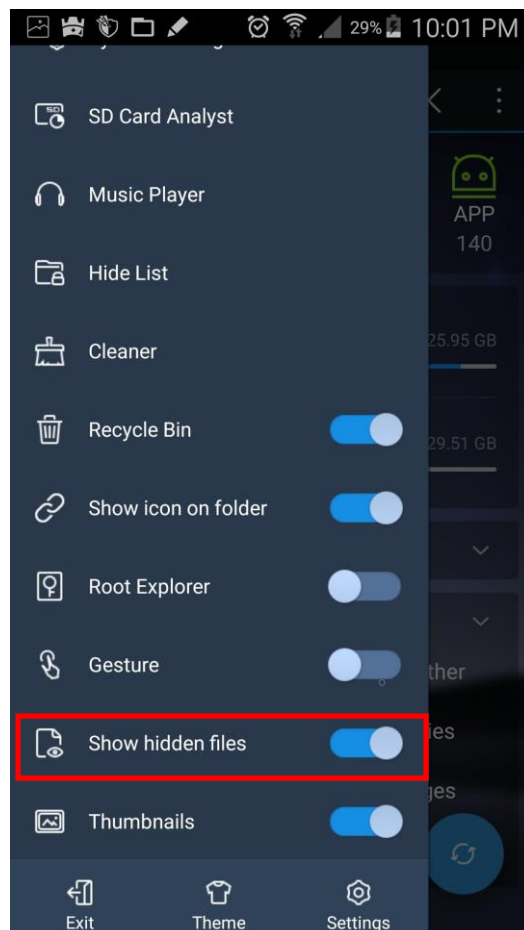 29% 10:01 PM
SD Card Analyst
Music Player
APP
140
Hide List
Cleaner
25.95 GB
Recycle Bin
29.51 GB
Show icon on folder
Root Explorer
Gesture
ther
Show hidden files
ies
Thumbnails
ges
Exit Theme Settings